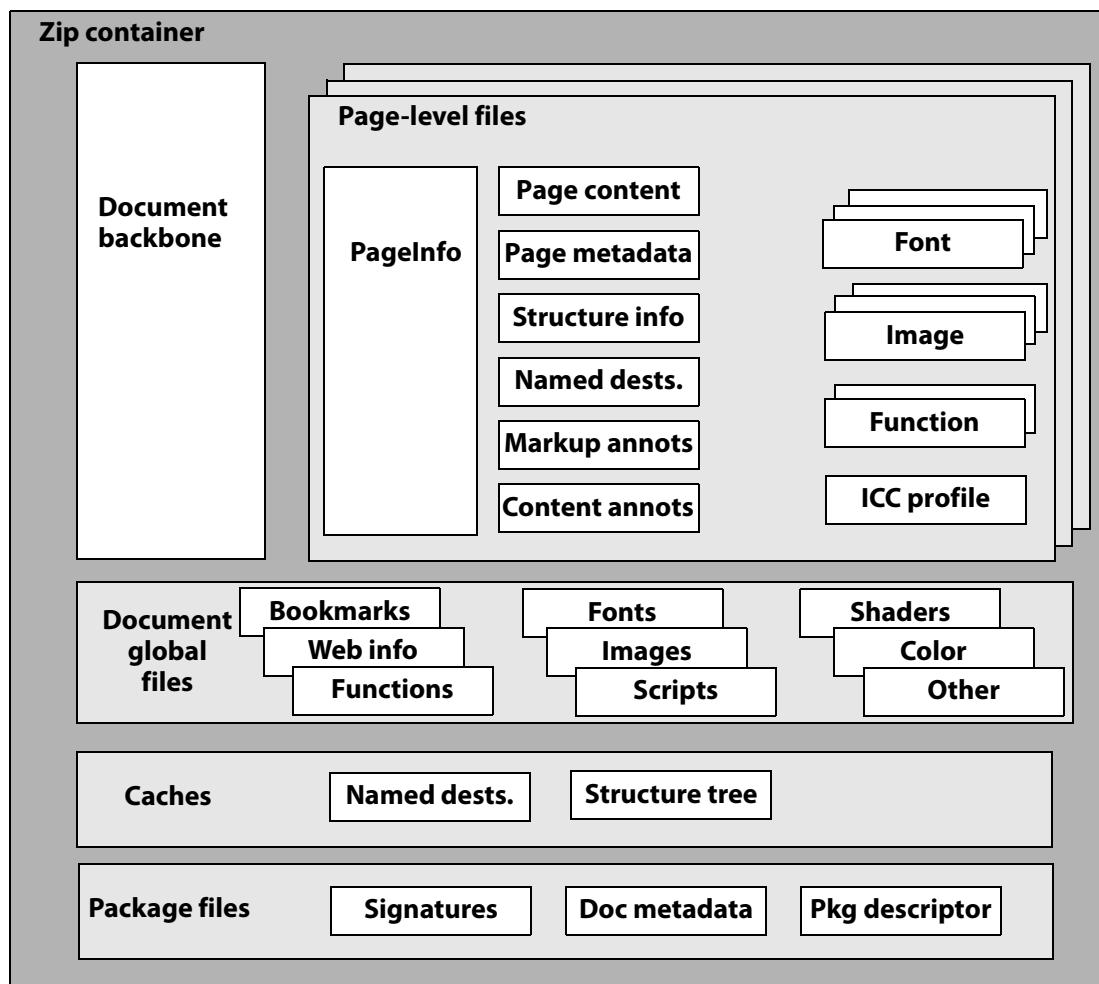 Zip container
Document
backbone
Page-level files
PageInfo
Page content
Page metadata
Structure info
Named dests.
Markup annots
Content annots
Font
Image
Function
ICC profile
Document
global
files
Bookmarks
Web info
Functions
Fonts
Images
Scripts
Shaders
Color
Other
Caches
Named dests.
Structure tree
Package files
Signatures
Doc metadata
Pkg descriptor